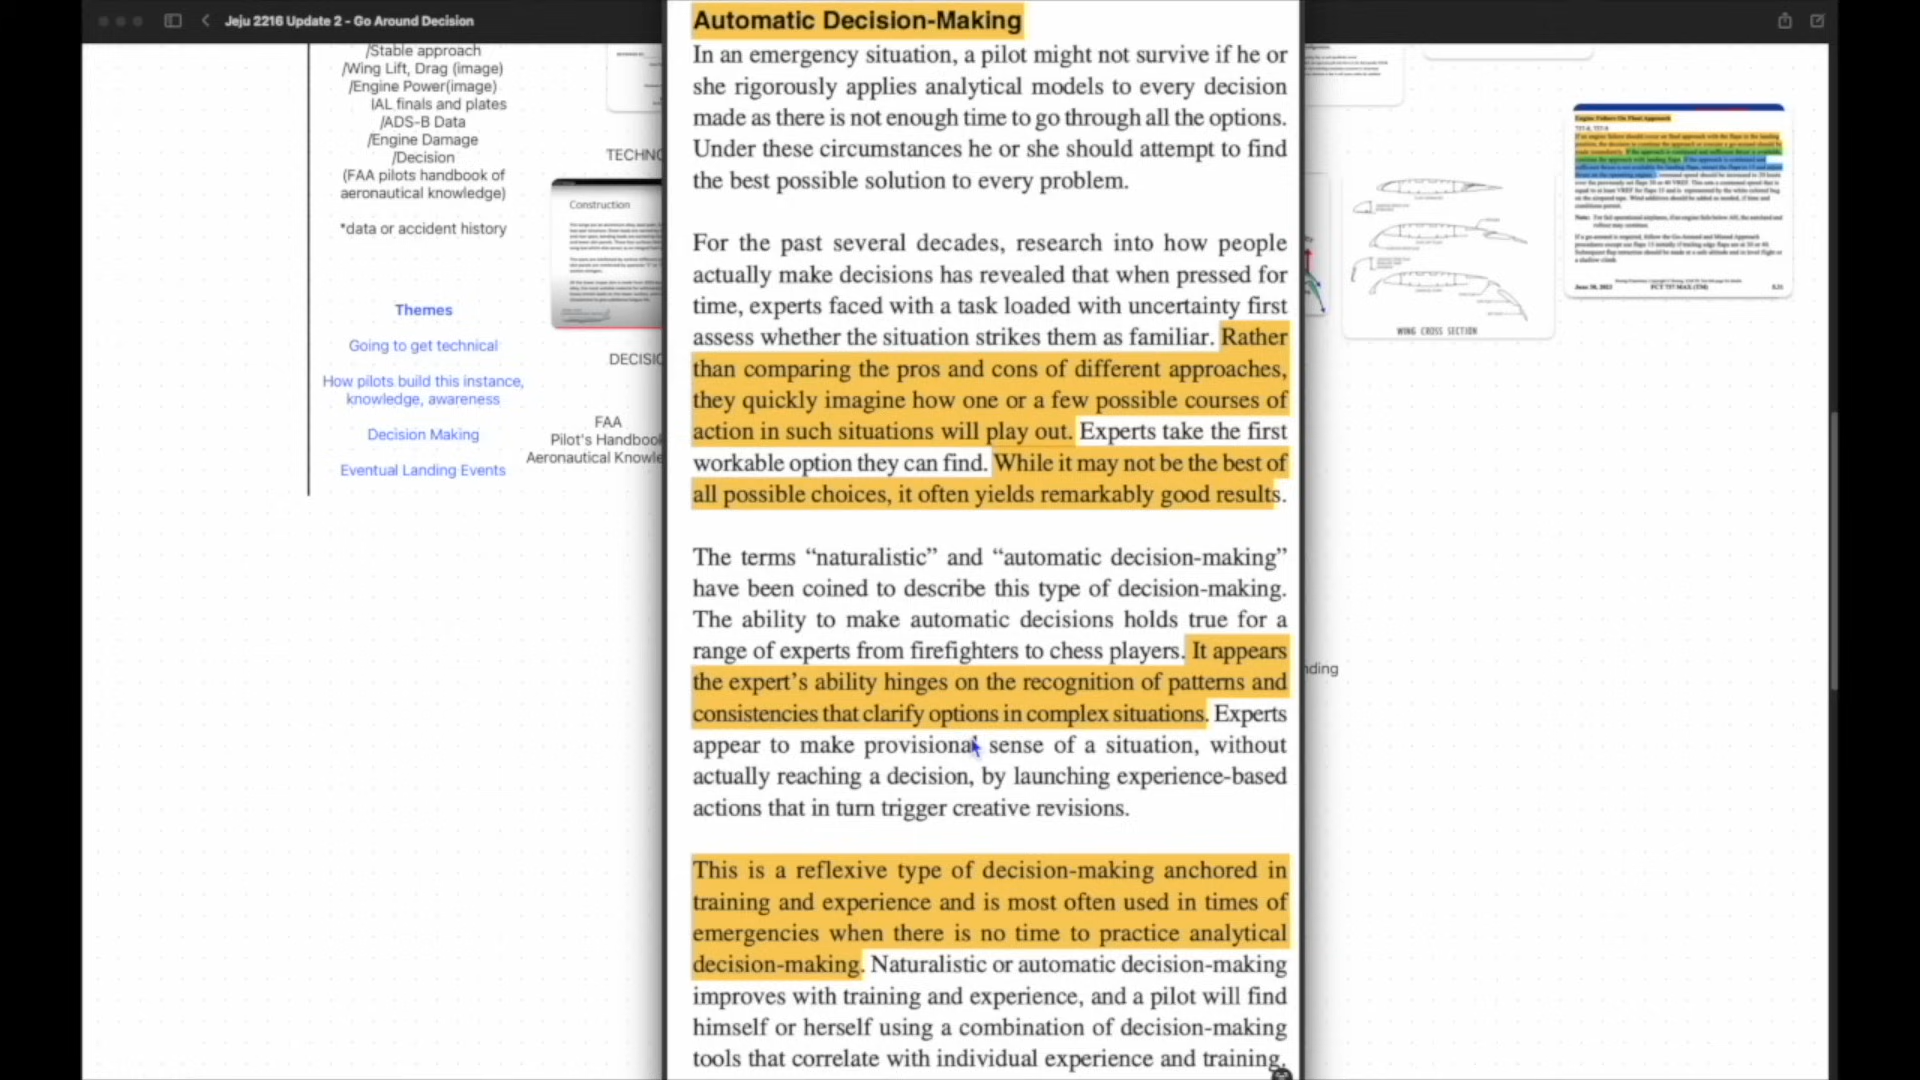 Jeju 2216 Update 2 - Go Around Decision
/Stable approach
/Wing Lift, Drag (image)
/Engine Power(image)
IAL finals and plates
/ADS-B Data
/Engine Damage
/Decision
(FAA pilots handbook of
aeronautical knowledge)
*data or accident history
Themes
Going to get technical
How pilots build this instance,
knowledge, awareness
Decision Making
Eventual Landing Events
TECHNO
Construction
DECISIO
FAA
Pilot's Handbook
Aeronautical Knowle
Automatic Decision-Making
In an emergency situation, a pilot might not survive if he or
she rigorously applies analytical models to every decision
made as there is not enough time to go through all the options.
Under these circumstances he or she should attempt to find
the best possible solution to every problem.
For the past several decades, research into how people
actually make decisions has revealed that when pressed for
time, experts faced with a task loaded with uncertainty first
assess whether the situation strikes them as familiar. Rather
than comparing the pros and cons of different approaches,
they quickly imagine how one or a few possible courses of
action in such situations will play out. Experts take the first
workable option they can find. While it may not be the best of
all possible choices, it often yields remarkably good results.
The terms “naturalistic” and “automatic decision-making”
have been coined to describe this type of decision-making.
The ability to make automatic decisions holds true for a
range of experts from firefighters to chess players. It appears
the expert’s ability hinges on the recognition of patterns and
consistencies that clarify options in complex situations. Experts
appear to make provisional sense of a situation, without
actually reaching a decision, by launching experience-based
actions that in turn trigger creative revisions.
This is a reflexive type of decision-making anchored in
training and experience and is most often used in times of
emergencies when there is no time to practice analytical
decision-making. Naturalistic or automatic decision-making
improves with training and experience, and a pilot will find
himself or herself using a combination of decision-making
tools that correlate with individual experience and training.
nding
WING CROSS SECTION
Engine Failure On Final Approach
June 30, 2023 FCT 737 MAX (TM) 5.21